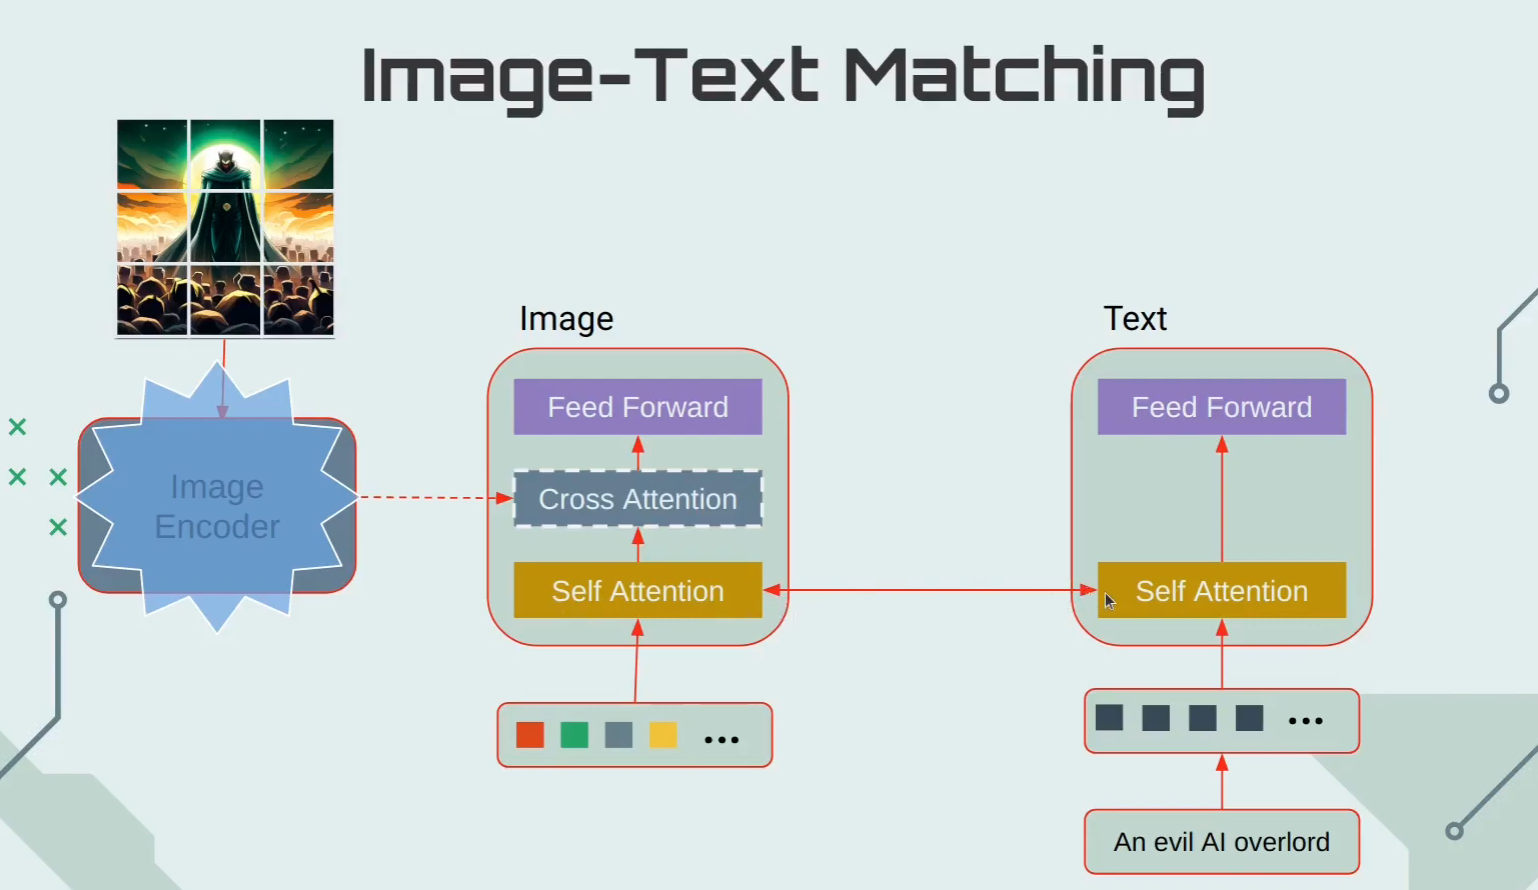 Image-Text Matching
Image
Text
Feed Forward
Feed Forward
Cross Attention
Image
Encoder
Self Attention
Self Attention
...
...
An evil AI overlord